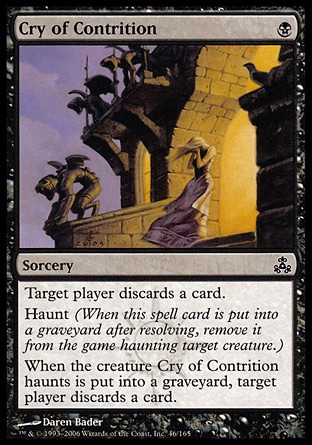 Cry of Contrition
2005
Sorcery
Target player discards a card.
Haunt (When this spell card is put into
a graveyard after resolving, remove it
from the game haunting target creature.)
When the creature Cry of Contrition
haunts is put into a graveyard, target
player discards a card.
Daren Bader
™ & © 1993–2006 Wizards of the Coast, Inc. 46/165